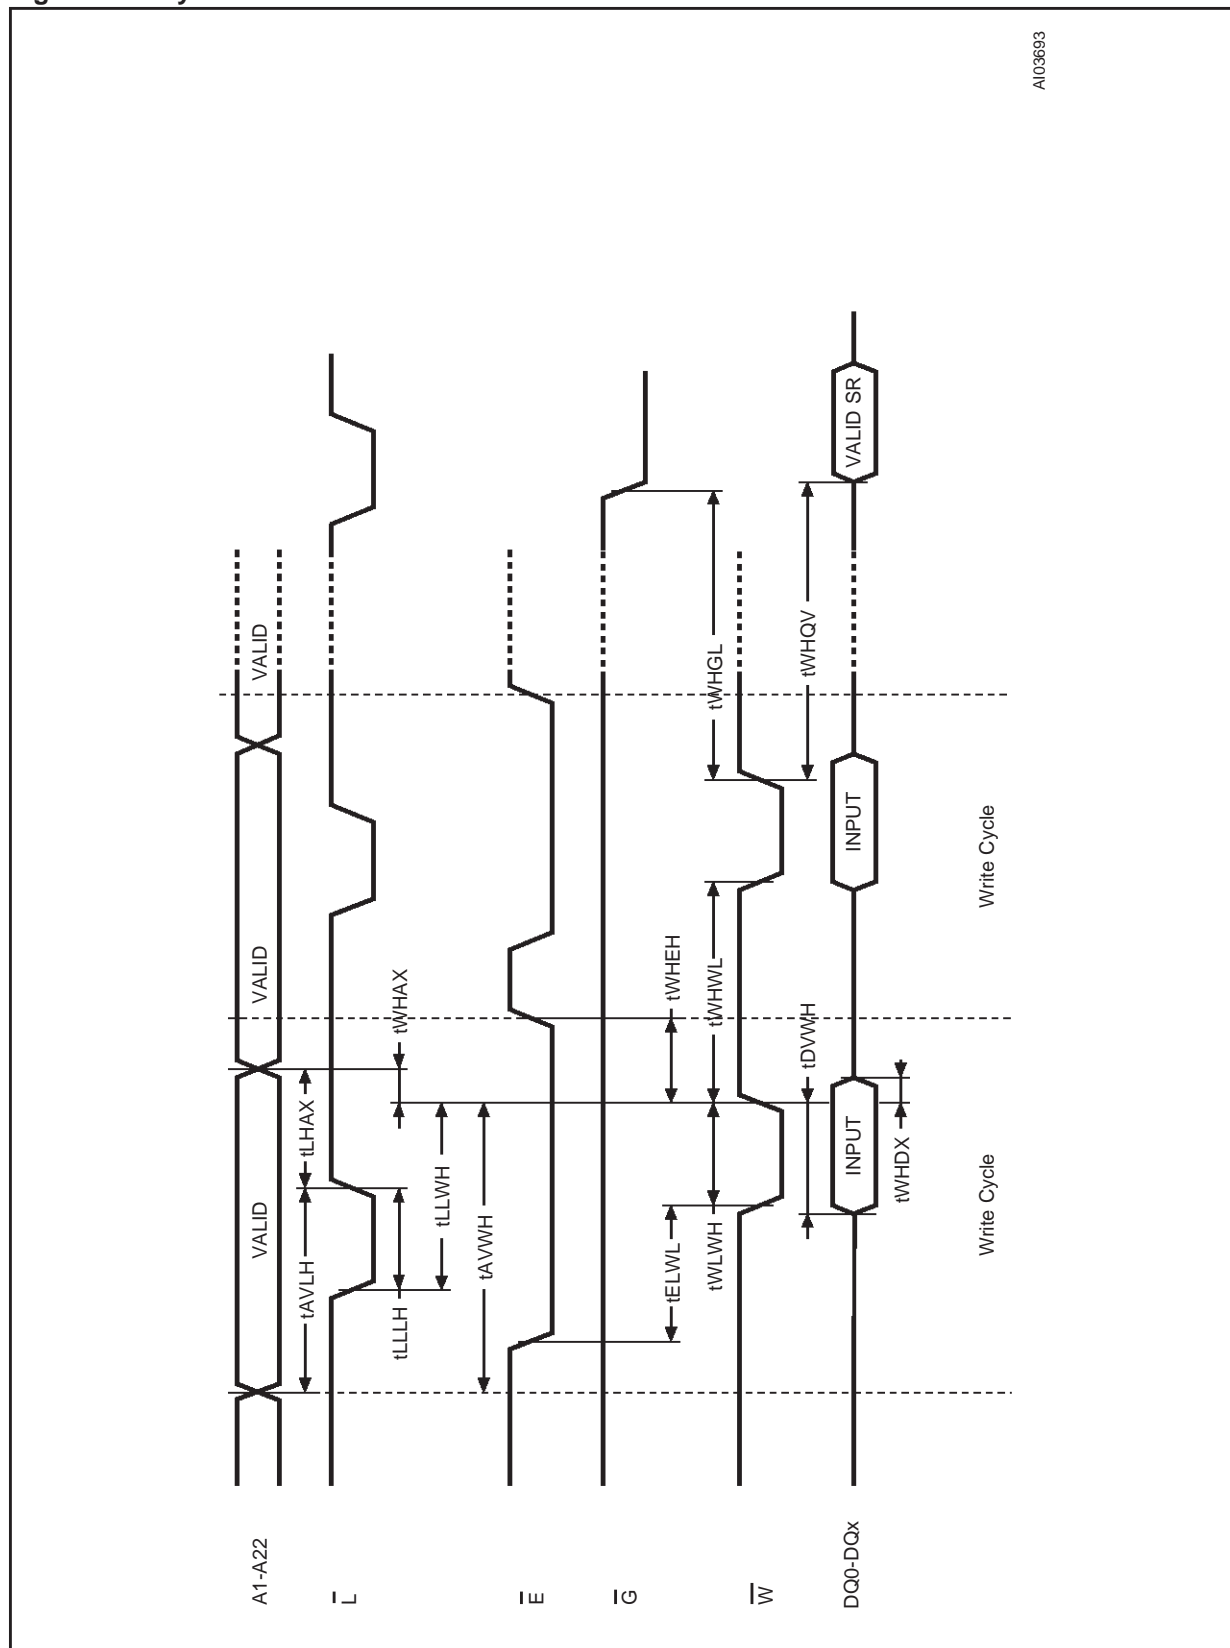 AI03693
A1-A22
VALID
VALID
VALID
tAVLH
tLHAX
L
tLLLH
tWHAX
tLLWH
tAVWH
E
G
tELWL
tWHEH
tWLWH
tWHWL
tWHGL
W
tDVWH
tWHQV
DQ0-DQx
INPUT
INPUT
VALID SR
tWHDX
Write Cycle
Write Cycle